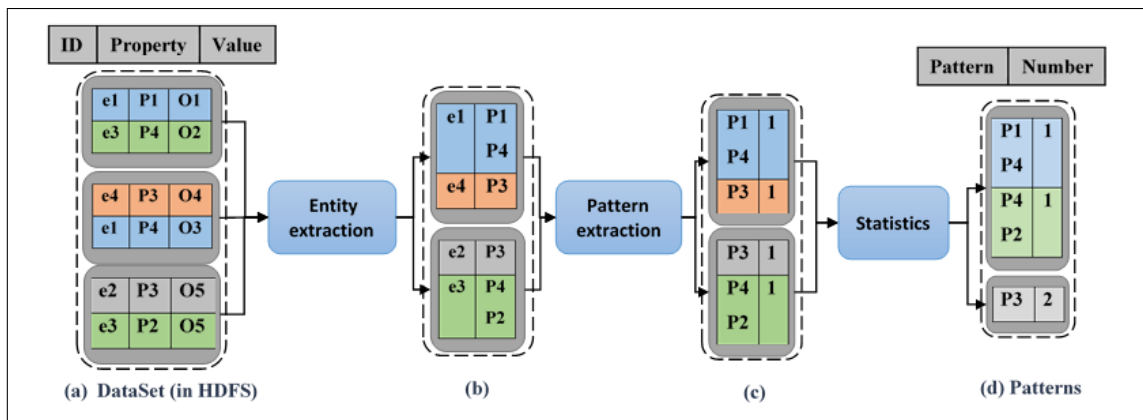 ID Property Value
e1 P1 O1
e3 P4 O2
e4 P3 O4
e1 P4 O3
e2 P3 O5
e3 P2 O5
(a) DataSet (in HDFS)
Entity
extraction
e1 P1
P4
e4 P3
e2 P3
e3 P4
P2
(b)
Pattern
extraction
P1 1
P4
P3 1
P3 1
P4 1
P2
(c)
Statistics
Pattern Number
P1 1
P4
P4 1
P2
P3 2
(d) Patterns